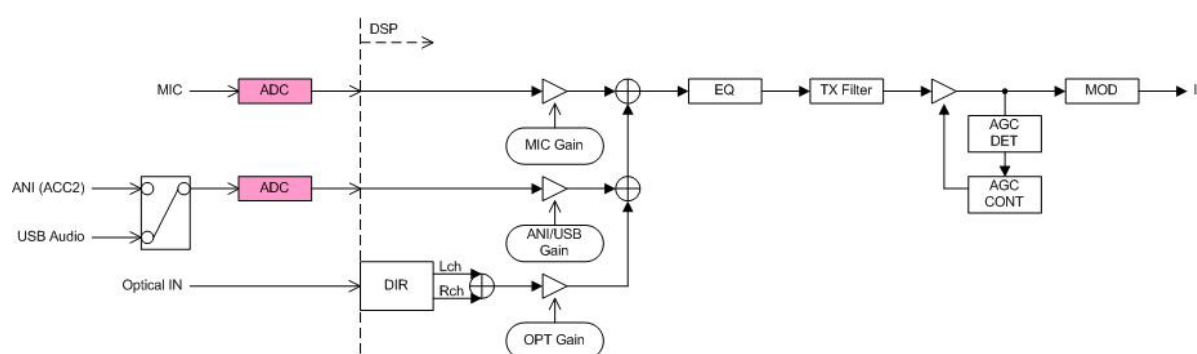 DSP
MIC
ADC
MIC Gain
EQ
TX Filter
MOD
I
AGC
DET
AGC
CONT
ANI (ACC2)
USB Audio
ADC
ANI/USB
Gain
Optical IN
DIR
Lch
Rch
OPT Gain